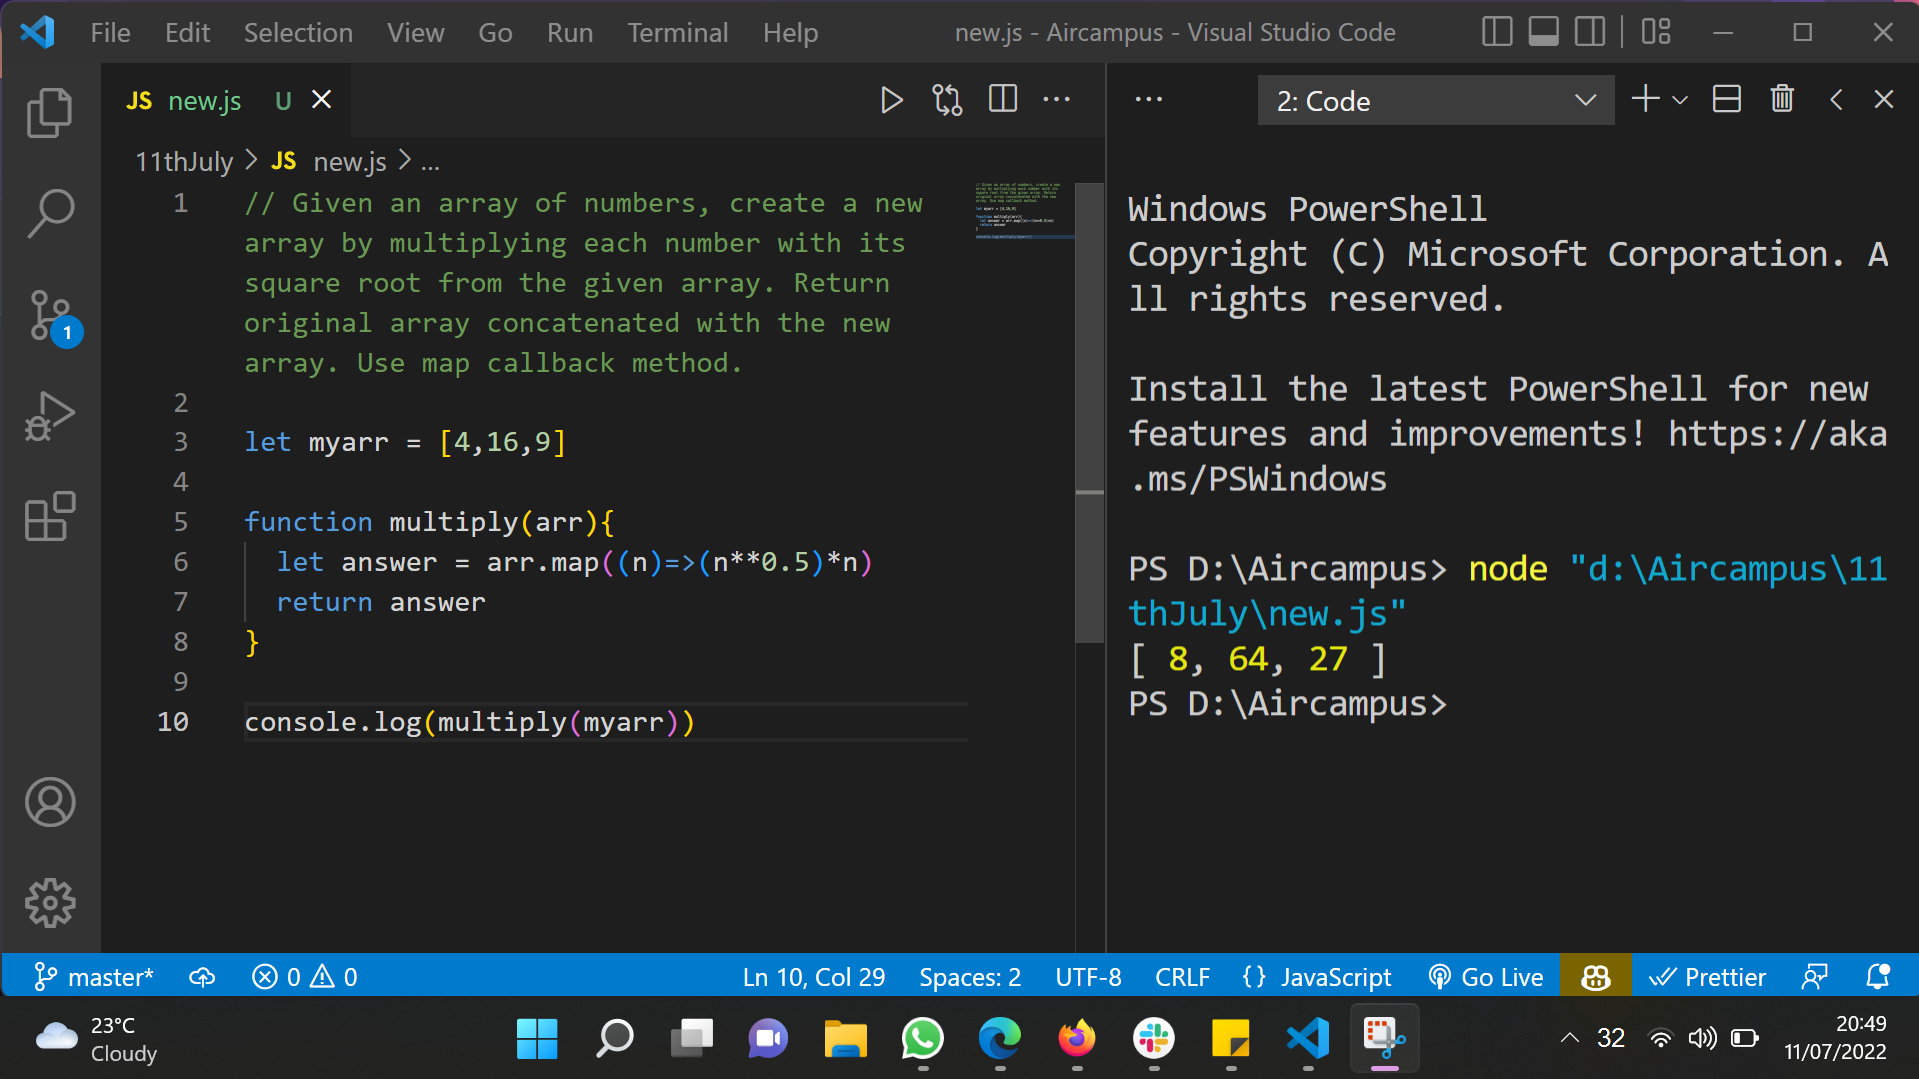 File Edit Selection View Go Run Terminal Help new.js - Aircampus - Visual Studio Code
JS new.js U
2: Code
11thJuly > JS new.js > ...
1 // Given an array of numbers, create a new
array by multiplying each number with its
square root from the given array. Return
original array concatenated with the new
array. Use map callback method.
2
3 let myarr = [4,16,9]
4
5 function multiply(arr){
6 let answer = arr.map((n)=>(n**0.5)*n)
7 return answer
8 }
9
10 console.log(multiply(myarr))
Windows PowerShell
Copyright (C) Microsoft Corporation. A
ll rights reserved.
Install the latest PowerShell for new
features and improvements! https://aka
.ms/PSWindows
PS D:\Aircampus> node "d:\Aircampus\11
thJuly\new.js"
[ 8, 64, 27 ]
PS D:\Aircampus>
1
master* 0 0 Ln 10, Col 29 Spaces: 2 UTF-8 CRLF {} JavaScript Go Live Prettier
23°C
Cloudy
32
20:49
11/07/2022